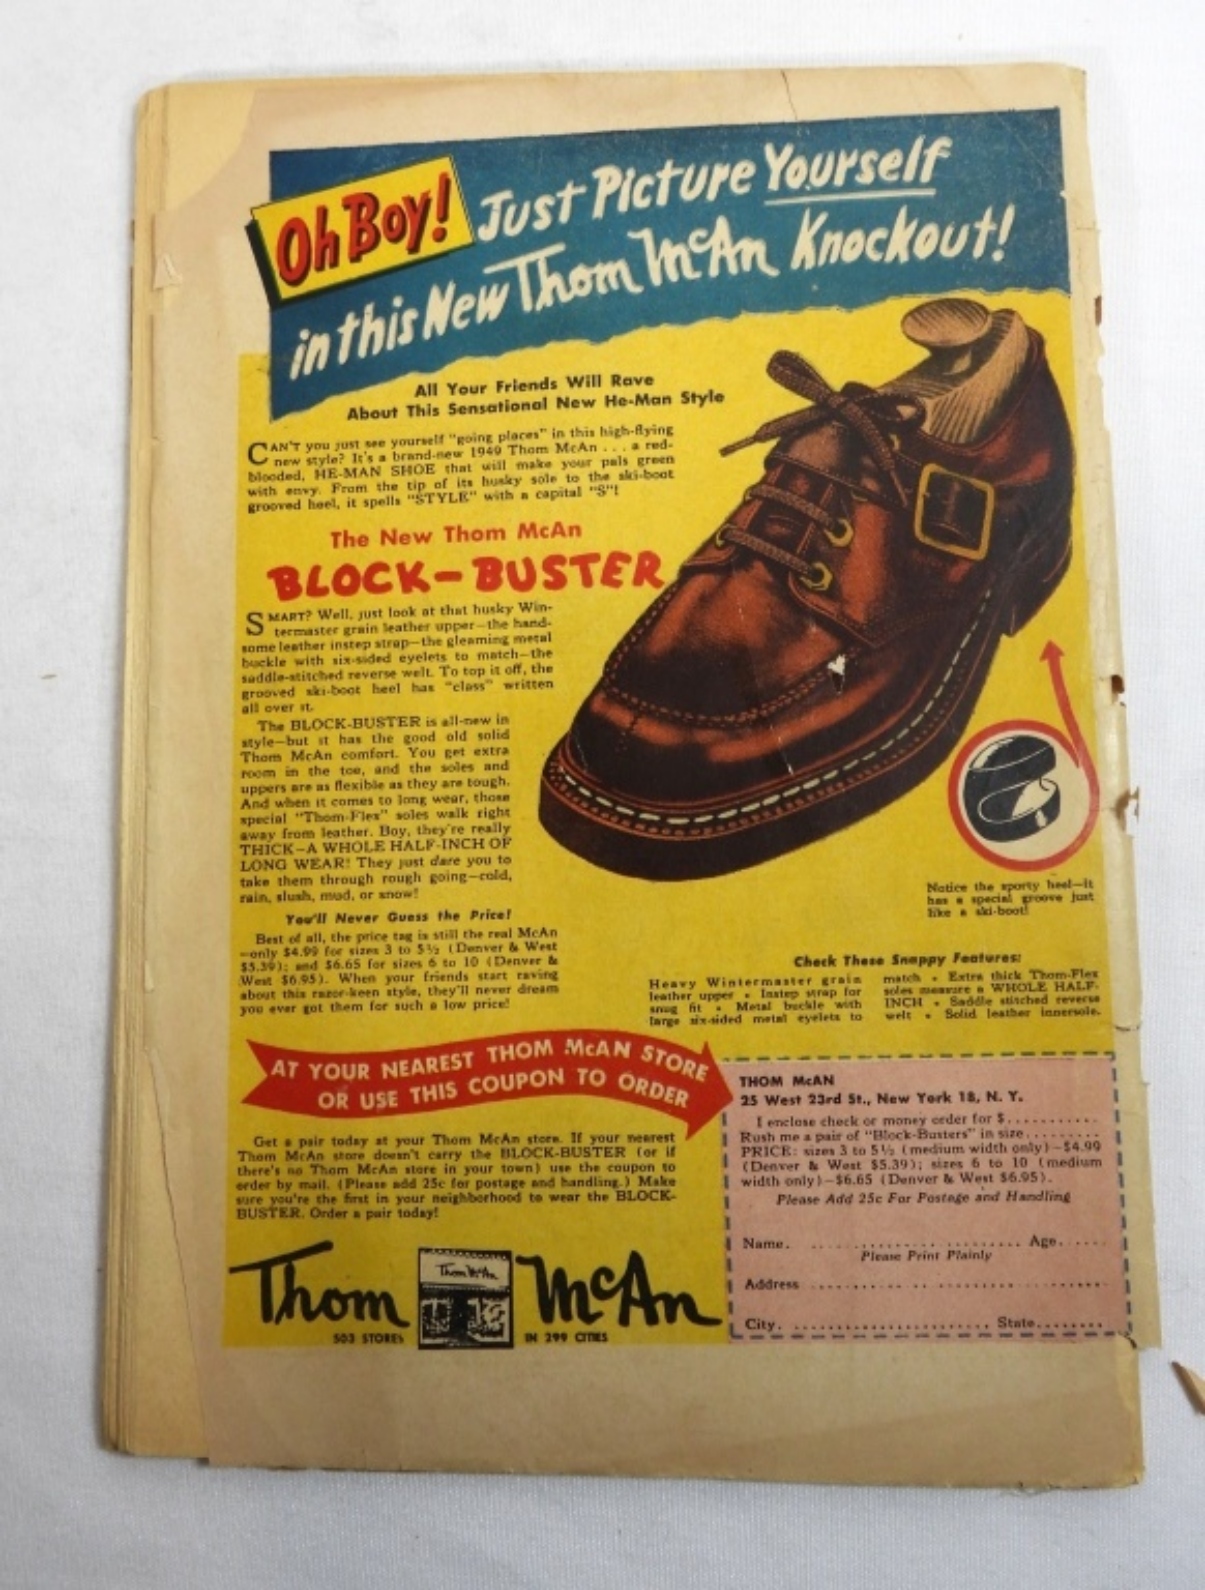 Oh Boy! Just Picture Yourself
in this New Thom McAn Knockout!
All Your Friends Will Rave
About This Sensational New He-Man Style
CAN'T you just see yourself "going places" in this high-flying
new style? It's a brand-new 1949 Thom McAn . . . a red-
blooded, HE-MAN SHOE that will make your pals green
with envy. From the tip of its husky sole to the ski-boot
grooved heel, it spells "STYLE" with a capital "S"!
The New Thom McAn
BLOCK-BUSTER
SMART? Well, just look at that husky Win-
termaster grain leather upper—the hand-
some leather instep strap—the gleaming metal
buckle with six-sided eyelets to match—the
saddle-stitched reverse welt. To top it off, the
grooved ski-boot heel has "class" written
all over it.
The BLOCK-BUSTER is all-new in
style—but it has the good old solid
Thom McAn comfort. You get extra
room in the toe, and the soles and
uppers are as flexible as they are tough.
And when it comes to long wear, those
special "Thom-Flex" soles walk right
away from leather. Boy, they're really
THICK—A WHOLE HALF-INCH OF
LONG WEAR! They just dare you to
take them through rough going—cold,
rain, slush, mud, or snow!
You'll Never Guess the Price!
Best of all, the price tag is still the real McAn
—only $4.99 for sizes 3 to 5½ (Denver & West
$5.39); and $6.65 for sizes 6 to 10 (Denver &
West $6.95). When your friends start raving
about this razor-keen style, they'll never dream
you ever got them for such a low price!
Notice the sporty heel—it
has a special groove just
like a ski-boot!
Check These Snappy Features:
Heavy Wintermaster grain
leather upper • Instep strap for
snug fit • Metal buckle with
large six-sided metal eyelets to
match • Extra thick Thom-Flex
soles measure a WHOLE HALF-
INCH • Saddle stitched reverse
welt • Solid leather innersole.
AT YOUR NEAREST THOM McAN STORE
OR USE THIS COUPON TO ORDER
Get a pair today at your Thom McAn store. If your nearest
Thom McAn store doesn't carry the BLOCK-BUSTER (or if
there's no Thom McAn store in your town) use the coupon to
order by mail. (Please add 25c for postage and handling.) Make
sure you're the first in your neighborhood to wear the BLOCK-
BUSTER. Order a pair today!
Thom McAn
Thom McAn
503 STORES IN 299 CITIES
THOM McAN
25 West 23rd St., New York 18, N. Y.
I enclose check or money order for $............
Rush me a pair of "Block-Busters" in size.........
PRICE: sizes 3 to 5½ (medium width only)—$4.99
(Denver & West $5.39); sizes 6 to 10 (medium
width only)—$6.65 (Denver & West $6.95).
Please Add 25c For Postage and Handling
Name. .............................. Age......
Please Print Plainly
Address ........................................
City. ......................... State........